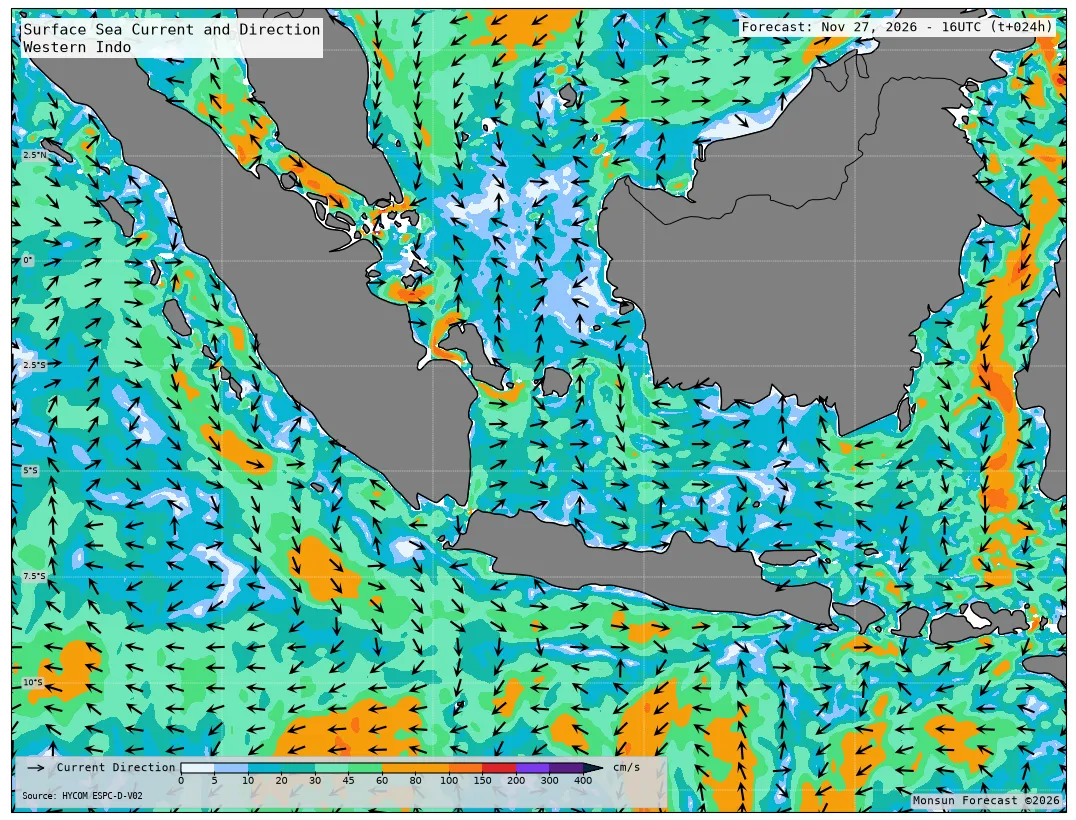 Surface Sea Current and Direction
Western Indo
Forecast: Nov 27, 2026 - 16UTC (t+024h)
2.5°N
0°
2.5°S
5°S
7.5°S
10°S
Current Direction
0 5 10 20 30 45 60 80 100 150 200 300 400 cm/s
Source: HYCOM ESPC-D-V02
Monsun Forecast ©2026